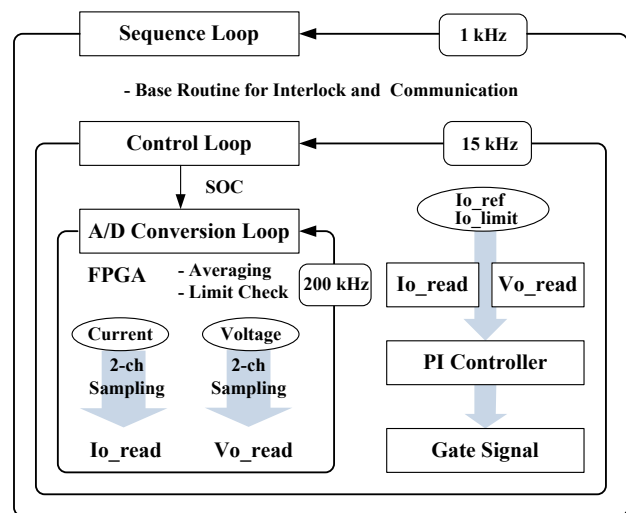 Sequence Loop
1 kHz
- Base Routine for Interlock and Communication
Control Loop
15 kHz
SOC
A/D Conversion Loop
FPGA
- Averaging
- Limit Check
200 kHz
Current
Voltage
2-ch
Sampling
2-ch
Sampling
Io_read
Vo_read
Io_ref
Io_limit
Io_read
Vo_read
PI Controller
Gate Signal